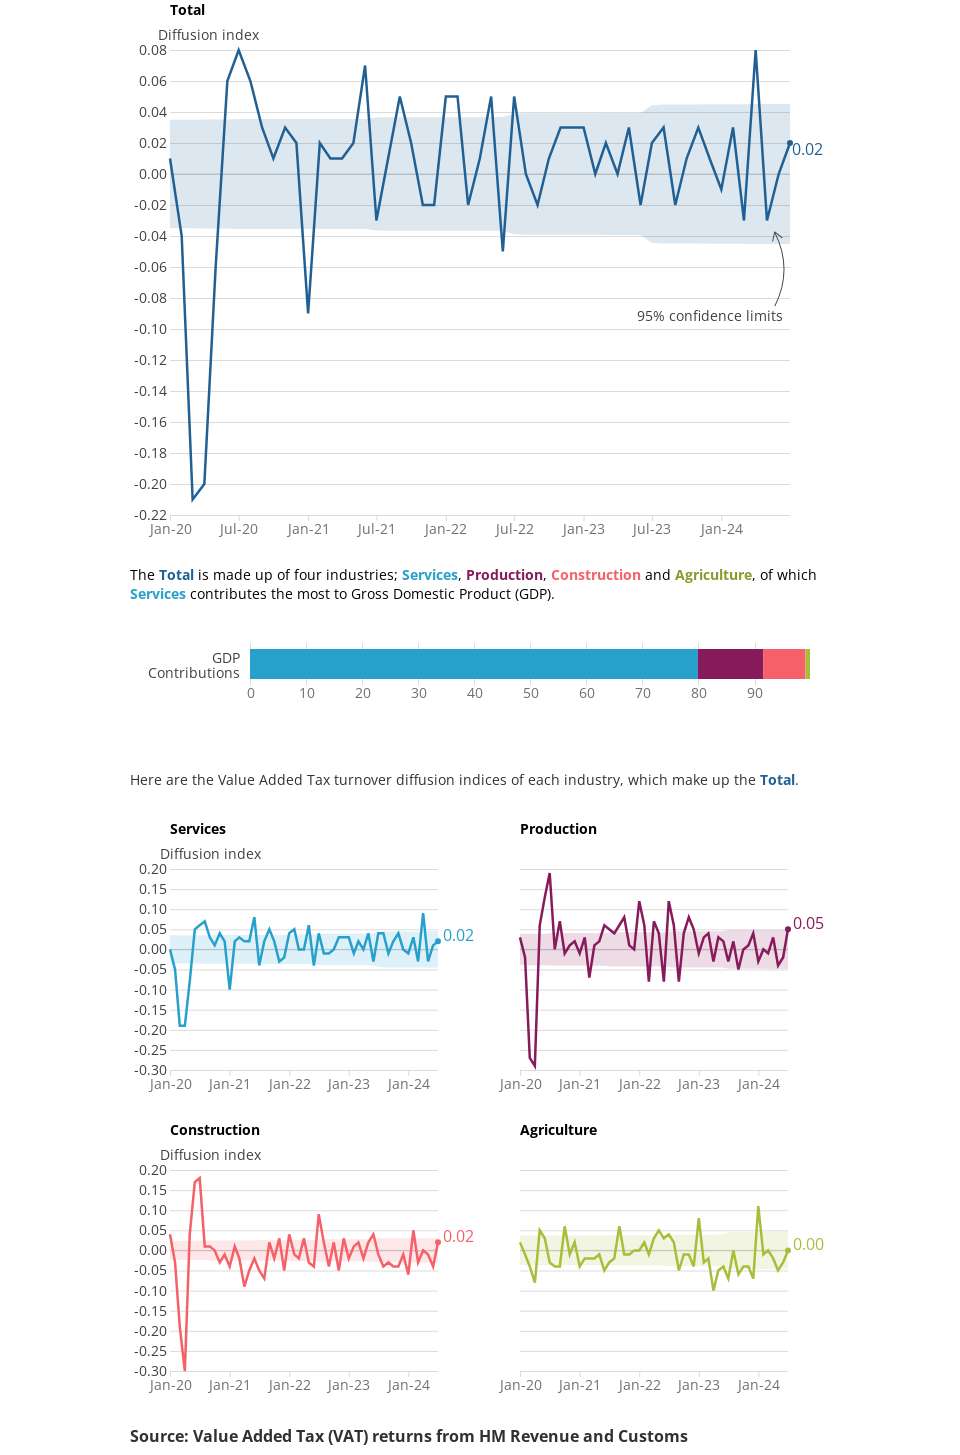 Total
Diffusion index
0.08
0.06
0.04
0.02
0.00
-0.02
-0.04
-0.06
-0.08
-0.10
-0.12
-0.14
-0.16
-0.18
-0.20
-0.22
0.02
95% confidence limits
Jan-20 Jul-20 Jan-21 Jul-21 Jan-22 Jul-22 Jan-23 Jul-23 Jan-24
The Total is made up of four industries; Services, Production, Construction and Agriculture, of which
Services contributes the most to Gross Domestic Product (GDP).
GDP
Contributions
0 10 20 30 40 50 60 70 80 90
Here are the Value Added Tax turnover diffusion indices of each industry, which make up the Total.
Services
Diffusion index
0.20
0.15
0.10
0.05
0.00
-0.05
-0.10
-0.15
-0.20
-0.25
-0.30
0.02
Jan-20 Jan-21 Jan-22 Jan-23 Jan-24
Production
0.05
Jan-20 Jan-21 Jan-22 Jan-23 Jan-24
Construction
Diffusion index
0.20
0.15
0.10
0.05
0.00
-0.05
-0.10
-0.15
-0.20
-0.25
-0.30
0.02
Jan-20 Jan-21 Jan-22 Jan-23 Jan-24
Agriculture
0.00
Jan-20 Jan-21 Jan-22 Jan-23 Jan-24
Source: Value Added Tax (VAT) returns from HM Revenue and Customs